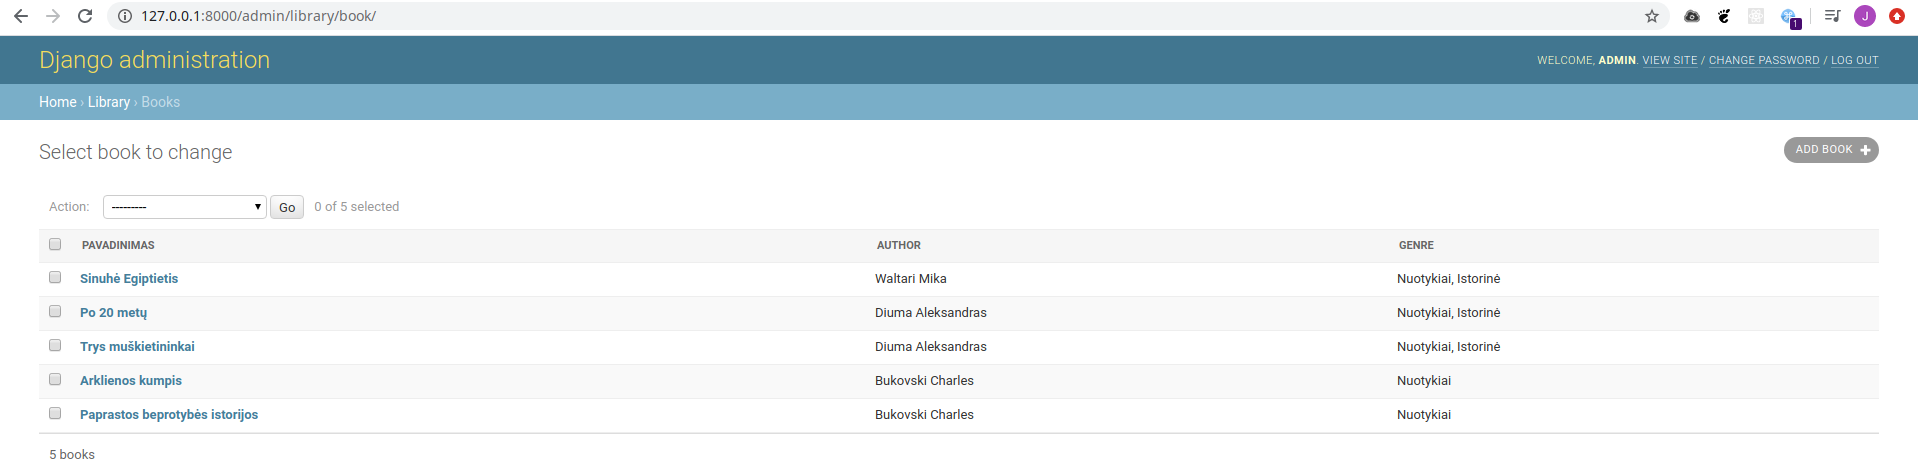 127.0.0.1:8000/admin/library/book/
J
1
Django administration
WELCOME, ADMIN. VIEW SITE / CHANGE PASSWORD / LOG OUT
Home › Library › Books
Select book to change
ADD BOOK +
Action: --------- Go 0 of 5 selected
PAVADINIMAS AUTHOR GENRE
Sinuhė Egiptietis Waltari Mika Nuotykiai, Istorinė
Po 20 metų Diuma Aleksandras Nuotykiai, Istorinė
Trys muškietininkai Diuma Aleksandras Nuotykiai, Istorinė
Arklienos kumpis Bukovski Charles Nuotykiai
Paprastos beprotybės istorijos Bukovski Charles Nuotykiai
5 books